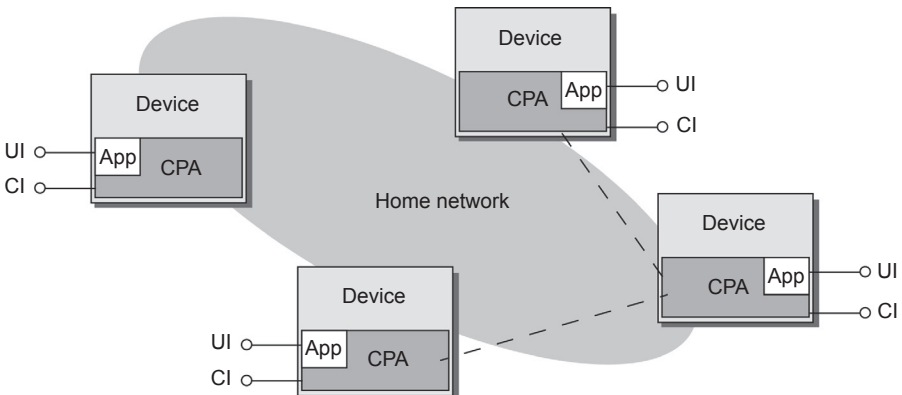 Device
CPA
App
UI
CI
Device
UI
App
CPA
CI
Home network
Device
CPA
App
UI
CI
Device
UI
App
CPA
CI